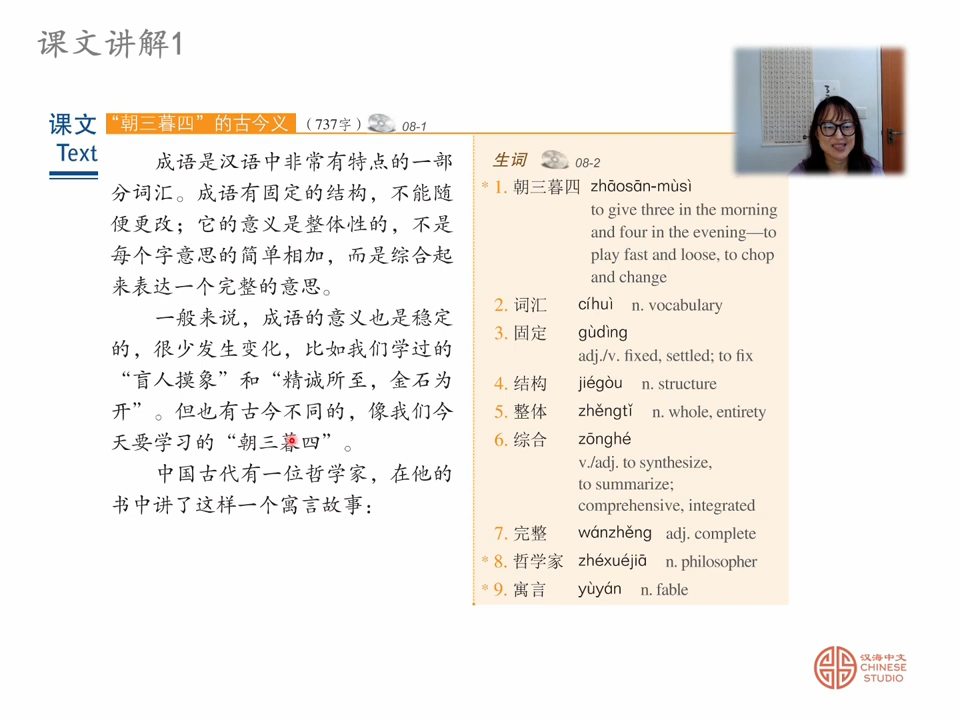 课文讲解1
课文 “朝三暮四”的古今义 （737字） 08-1
Text
成语是汉语中非常有特点的一部
分词汇。成语有固定的结构，不能随
便更改；它的意义是整体性的，不是
每个字意思的简单相加，而是综合起
来表达一个完整的意思。
一般来说，成语的意义也是稳定
的，很少发生变化，比如我们学过的
“盲人摸象”和“精诚所至，金石为
开”。但也有古今不同的，像我们今
天要学习的“朝三暮四”。
中国古代有一位哲学家，在他的
书中讲了这样一个寓言故事：
生词 08-2
* 1. 朝三暮四 zhāosān-mùsì
to give three in the morning
and four in the evening—to
play fast and loose, to chop
and change
2. 词汇 cíhuì n. vocabulary
3. 固定 gùdìng
adj./v. fixed, settled; to fix
4. 结构 jiégòu n. structure
5. 整体 zhěngtǐ n. whole, entirety
6. 综合 zōnghé
v./adj. to synthesize,
to summarize;
comprehensive, integrated
7. 完整 wánzhěng adj. complete
* 8. 哲学家 zhéxuéjiā n. philosopher
* 9. 寓言 yùyán n. fable
汉海中文
CHINESE
STUDIO